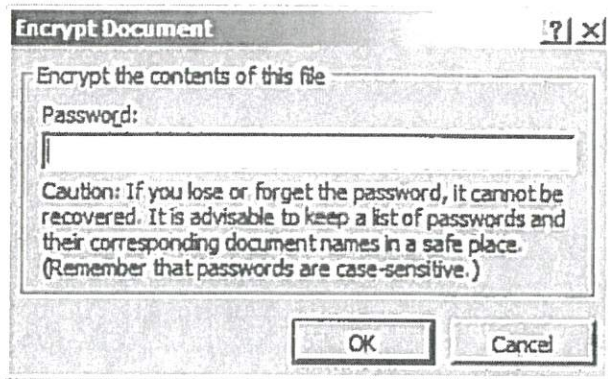 Encrypt Document ? ×
Encrypt the contents of this file
Password:
Caution: If you lose or forget the password, it cannot be
recovered. It is advisable to keep a list of passwords and
their corresponding document names in a safe place.
(Remember that passwords are case-sensitive.)
OK Cancel